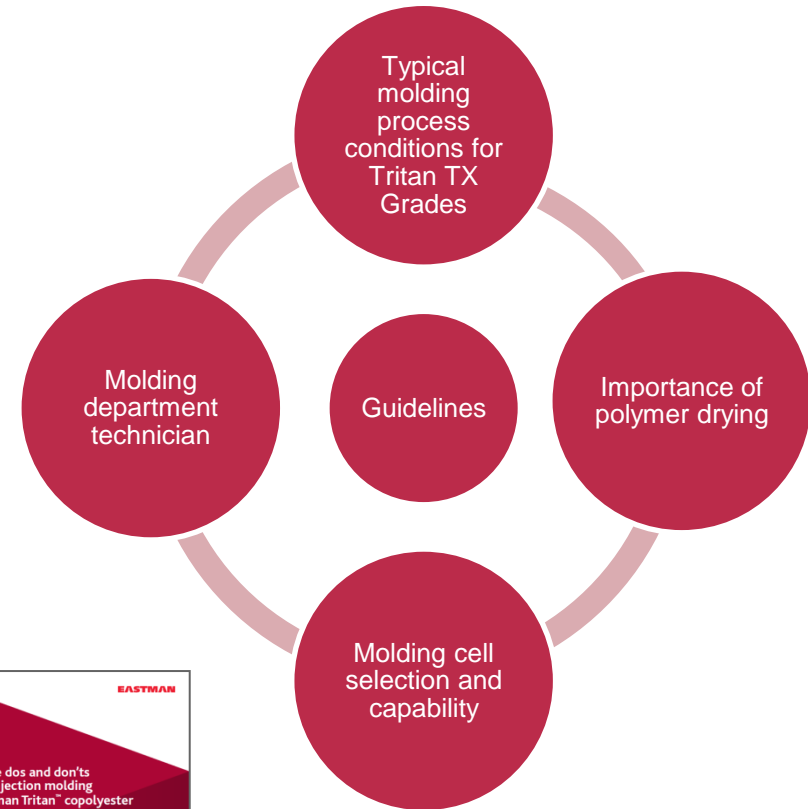 Typical
molding
process
conditions for
Tritan TX
Grades
Molding
department
technician
Guidelines
Importance of
polymer drying
Molding cell
selection and
capability
EASTMAN
dos and don'ts
jection molding
man Tritan™ copolyester